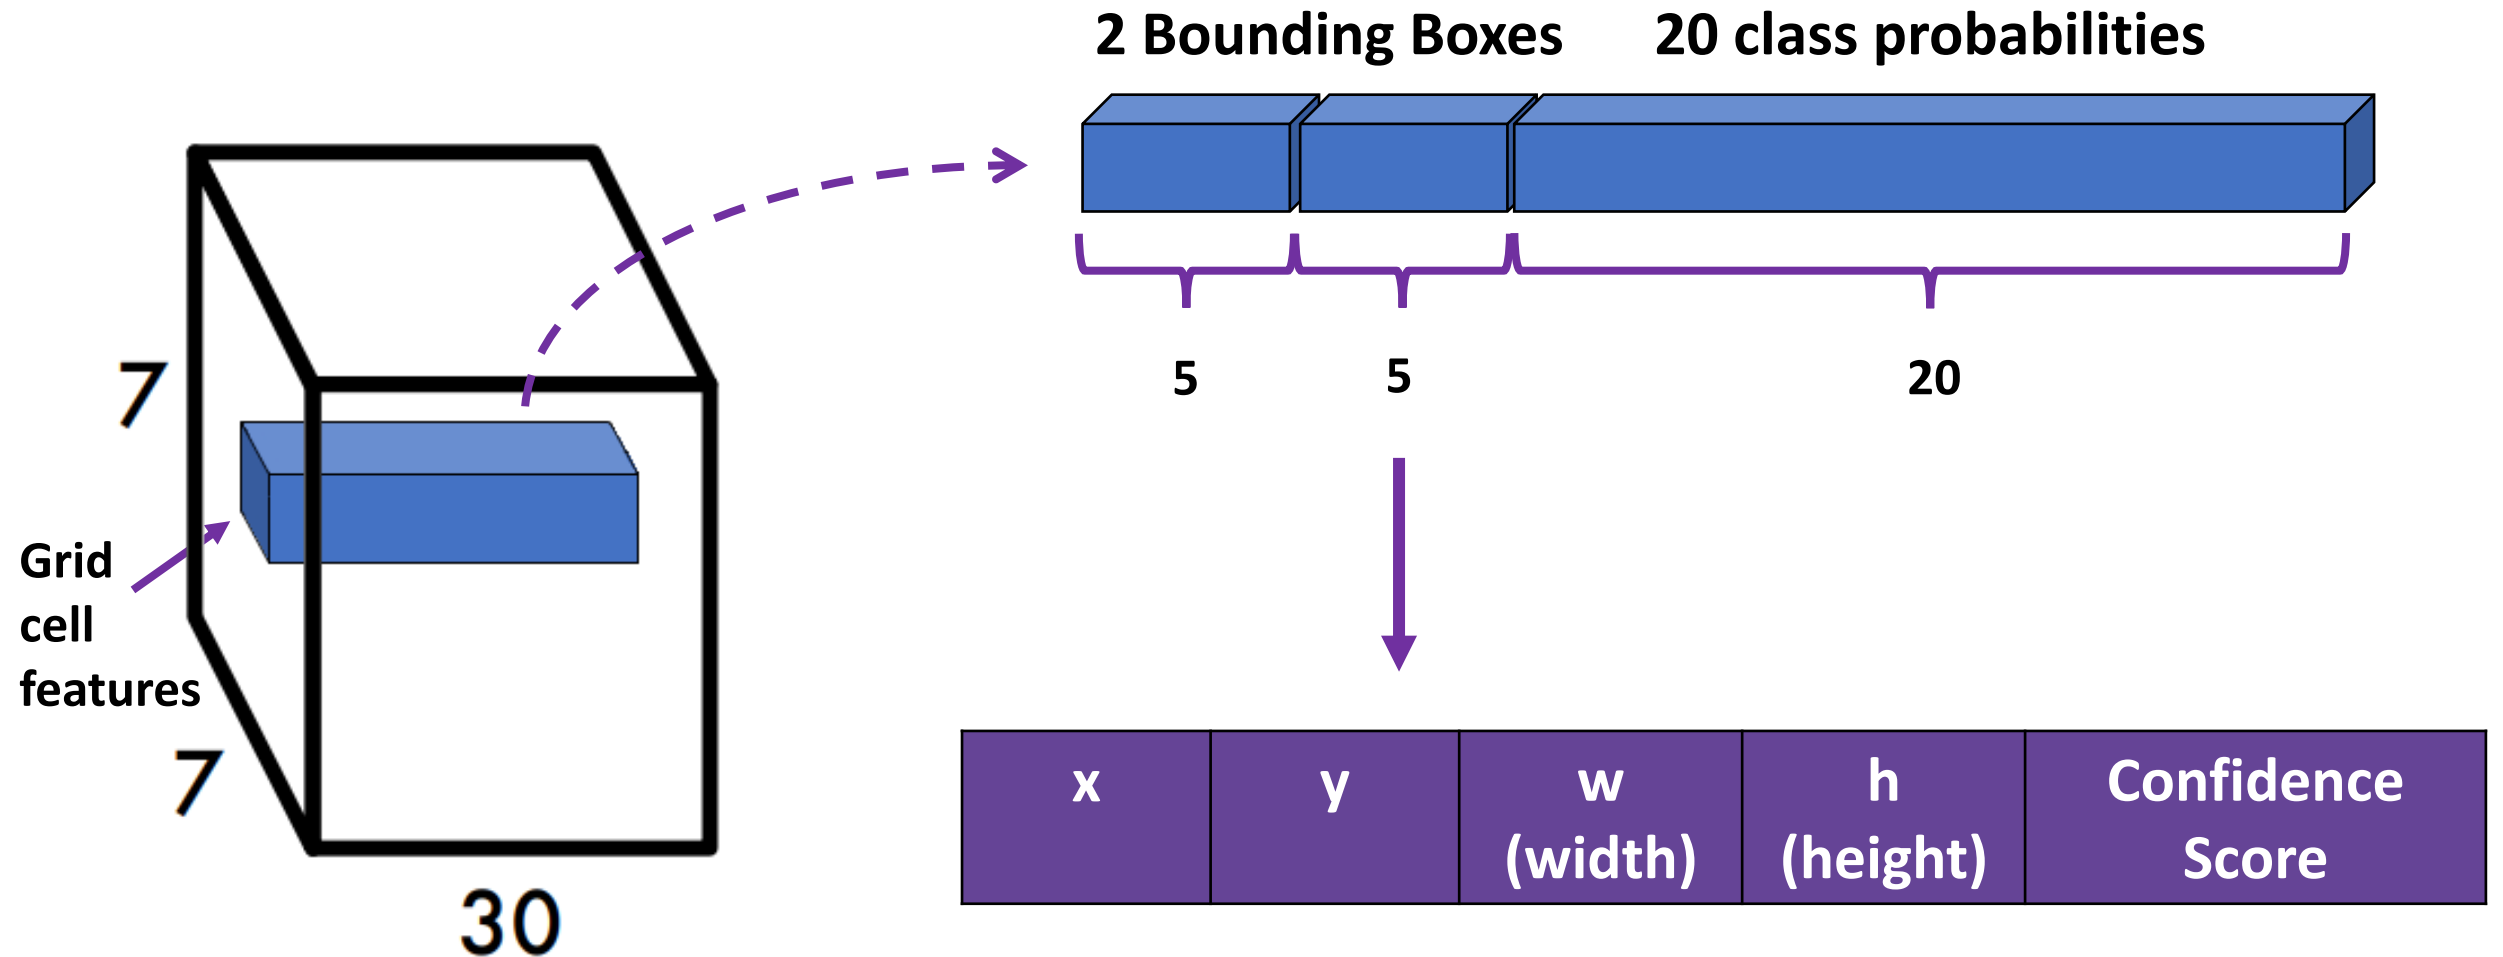 2 Bounding Boxes
20 class probabilities
7
5
5
20
Grid
cell
features
7
x
y
w
(width)
h
(height)
Confidence
Score
30